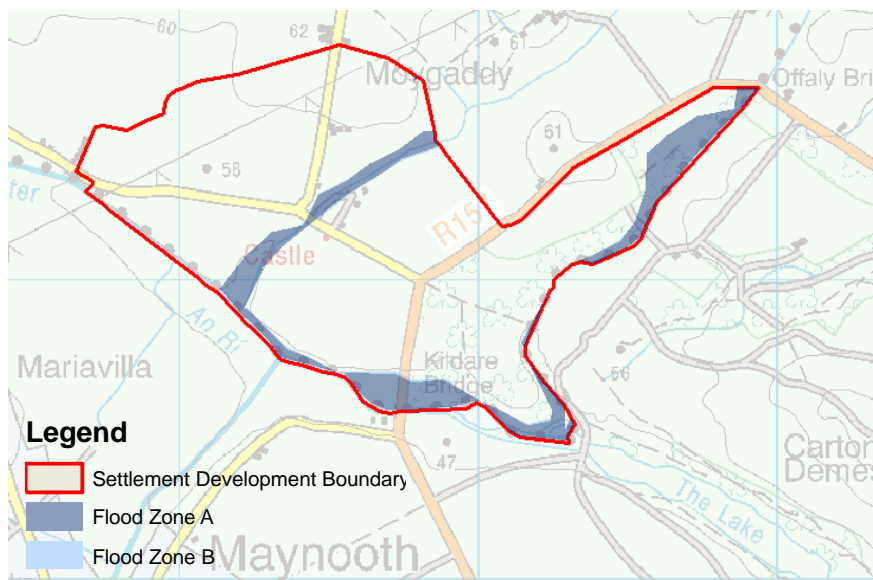 60
62
61
Moygaddy
Offaly Bri
61
58
ter
R15
Castle
An Rí
Mariavilla
Kildare
Bridge
56
Legend
47
Carton
Demes
Settlement Development Boundary
The Lake
Flood Zone A
Flood Zone B
Maynooth